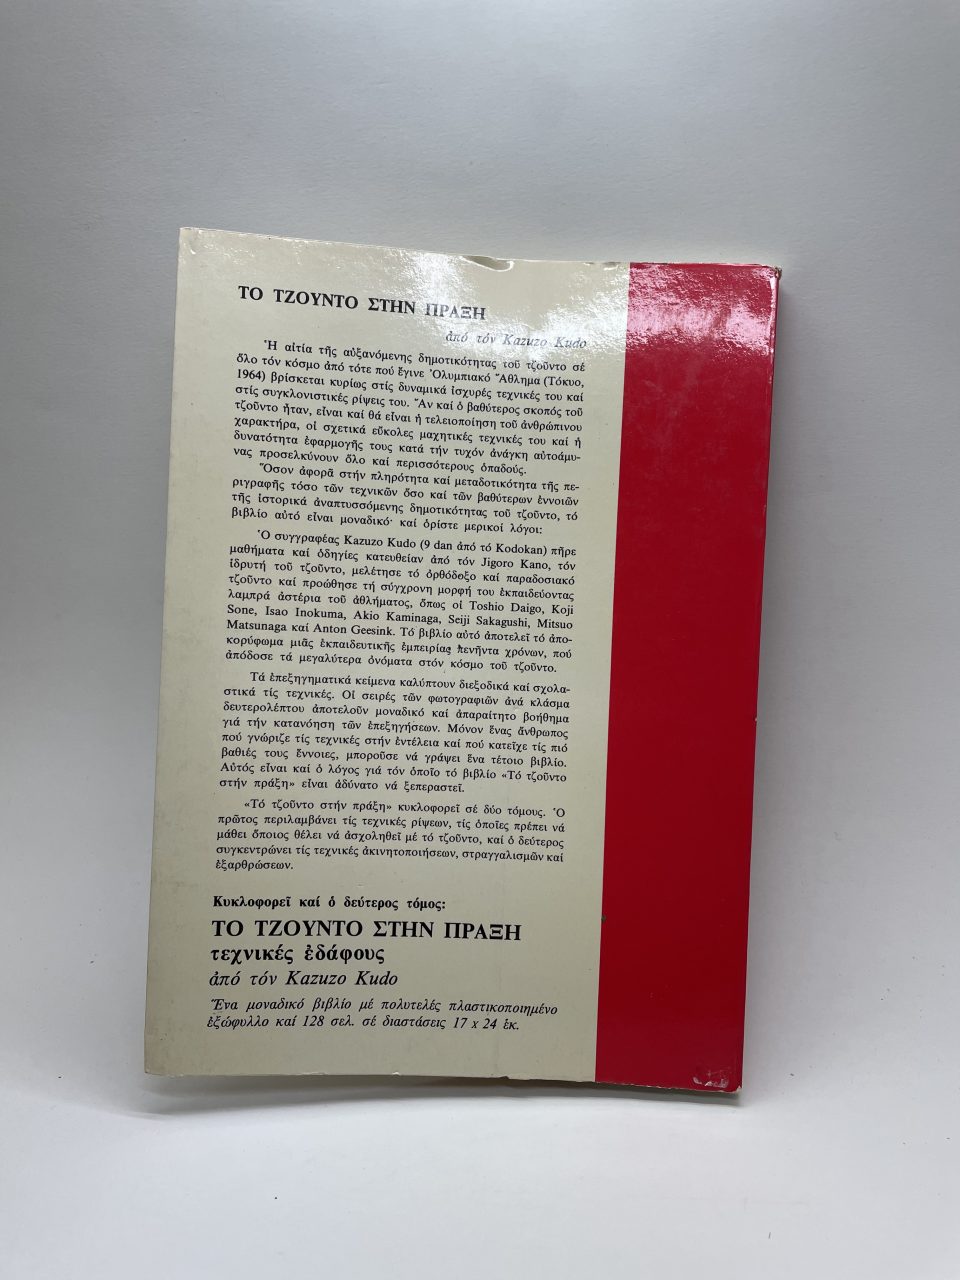 ΤΟ ΤΖΟΥΝΤΟ ΣΤΗΝ ΠΡΑΞΗ
ἀπό τόν Kazuzo Kudo
Ἡ αἰτία τῆς αὐξανόμενης δημοτικότητας τοῦ τζοῦντο σέ
ὅλο τόν κόσμο ἀπό τότε πού ἔγινε Ὀλυμπιακό Ἄθλημα (Τόκυο,
1964) βρίσκεται κυρίως στίς δυναμικά ἰσχυρές τεχνικές του καί
στίς συγκλονιστικές ρίψεις του. Ἄν καί ὁ βαθύτερος σκοπός τοῦ
τζοῦντο ἦταν, εἶναι καί θά εἶναι ἡ τελειοποίηση τοῦ ἀνθρώπινου
χαρακτήρα, οἱ σχετικά εὔκολες μαχητικές τεχνικές του καί ἡ
δυνατότητα ἐφαρμογῆς τους κατά τήν τυχόν ἀνάγκη αὐτοάμυ-
νας προσελκύνουν ὅλο καί περισσότερους ὀπαδούς.
Ὅσον ἀφορᾶ στήν πληρότητα καί μεταδοτικότητα τῆς πε-
ριγραφῆς τόσο τῶν τεχνικῶν ὅσο καί τῶν βαθύτερων ἐννοιῶν
τῆς ἱστορικά ἀναπτυσσόμενης δημοτικότητας τοῦ τζοῦντο, τό
βιβλίο αὐτό εἶναι μοναδικό· καί ὁρίστε μερικοί λόγοι:
Ὁ συγγραφέας Kazuzo Kudo (9 dan ἀπό τό Kodokan) πῆρε
μαθήματα καί ὁδηγίες κατευθείαν ἀπό τόν Jigoro Kano, τόν
ἱδρυτή τοῦ τζοῦντο, μελέτησε τό ὀρθόδοξο καί παραδοσιακό
τζοῦντο καί προώθησε τή σύγχρονη μορφή του ἐκπαιδεύοντας
λαμπρά ἀστέρια τοῦ ἀθλήματος, ὅπως οἱ Toshio Daigo, Koji
Sone, Isao Inokuma, Akio Kaminaga, Seiji Sakagushi, Mitsuo
Matsunaga καί Anton Geesink. Τό βιβλίο αὐτό ἀποτελεῖ τό ἀπο-
κορύφωμα μιᾶς ἐκπαιδευτικῆς ἐμπειρίας πενῆντα χρόνων, πού
ἀπόδοσε τά μεγαλύτερα ὀνόματα στόν κόσμο τοῦ τζοῦντο.
Τά ἐπεξηγηματικά κείμενα καλύπτουν διεξοδικά καί σχολα-
στικά τίς τεχνικές. Οἱ σειρές τῶν φωτογραφιῶν ἀνά κλάσμα
δευτερολέπτου ἀποτελοῦν μοναδικό καί ἀπαραίτητο βοήθημα
γιά τήν κατανόηση τῶν ἐπεξηγήσεων. Μόνον ἕνας ἄνθρωπος
πού γνώριζε τίς τεχνικές στήν ἐντέλεια καί πού κατεῖχε τίς πιό
βαθιές τους ἔννοιες, μποροῦσε νά γράψει ἕνα τέτοιο βιβλίο.
Αὐτός εἶναι καί ὁ λόγος γιά τόν ὁποῖο τό βιβλίο «Τό τζοῦντο
στήν πράξη» εἶναι ἀδύνατο νά ξεπεραστεῖ.
«Τό τζοῦντο στήν πράξη» κυκλοφορεῖ σέ δύο τόμους. Ὁ
πρῶτος περιλαμβάνει τίς τεχνικές ρίψεων, τίς ὁποῖες πρέπει νά
μάθει ὅποιος θέλει νά ἀσχοληθεῖ μέ τό τζοῦντο, καί ὁ δεύτερος
συγκεντρώνει τίς τεχνικές ἀκινητοποιήσεων, στραγγαλισμῶν καί
ἐξαρθρώσεων.
Κυκλοφορεῖ καί ὁ δεύτερος τόμος:
ΤΟ ΤΖΟΥΝΤΟ ΣΤΗΝ ΠΡΑΞΗ
τεχνικές ἐδάφους
ἀπό τόν Kazuzo Kudo
Ἕνα μοναδικό βιβλίο μέ πολυτελές πλαστικοποιημένο
ἐξώφυλλο καί 128 σελ. σέ διαστάσεις 17 x 24 ἑκ.